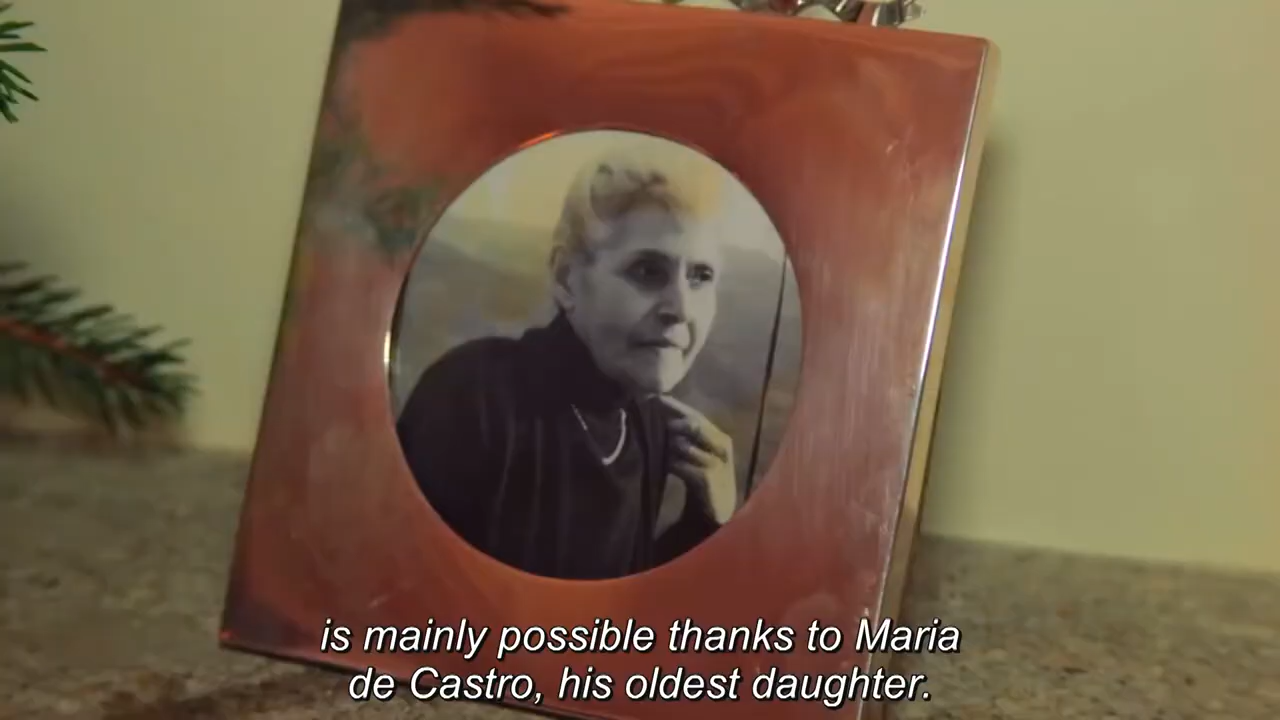 is mainly possible thanks to Maria
de Castro, his oldest daughter.